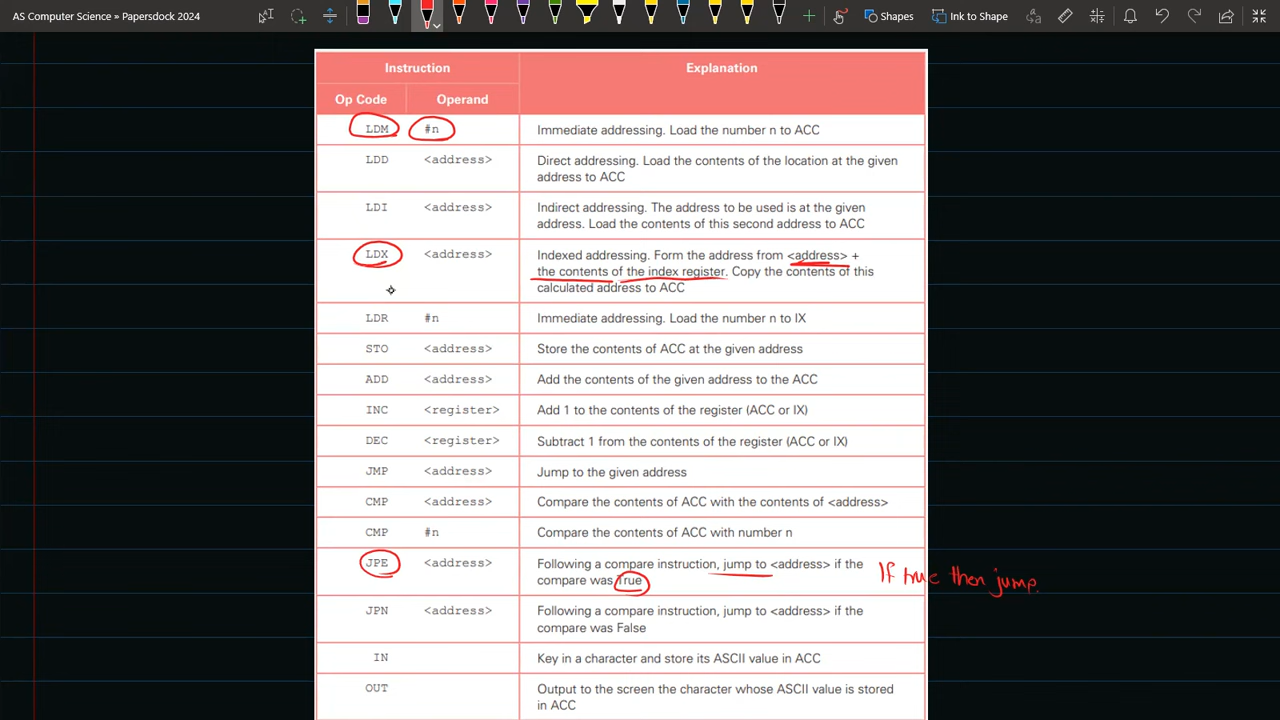 AS Computer Science » Papersdock 2024
Shapes
Ink to Shape
Instruction
Explanation
Op Code
Operand
LDM #n Immediate addressing. Load the number n to ACC
LDD <address> Direct addressing. Load the contents of the location at the given
address to ACC
LDI <address> Indirect addressing. The address to be used is at the given
address. Load the contents of this second address to ACC
LDX <address> Indexed addressing. Form the address from <address> +
the contents of the index register. Copy the contents of this
calculated address to ACC
LDR #n Immediate addressing. Load the number n to IX
STO <address> Store the contents of ACC at the given address
ADD <address> Add the contents of the given address to the ACC
INC <register> Add 1 to the contents of the register (ACC or IX)
DEC <register> Subtract 1 from the contents of the register (ACC or IX)
JMP <address> Jump to the given address
CMP <address> Compare the contents of ACC with the contents of <address>
CMP #n Compare the contents of ACC with number n
JPE <address> Following a compare instruction, jump to <address> if the
compare was True
If true then jump.
JPN <address> Following a compare instruction, jump to <address> if the
compare was False
IN Key in a character and store its ASCII value in ACC
OUT Output to the screen the character whose ASCII value is stored
in ACC